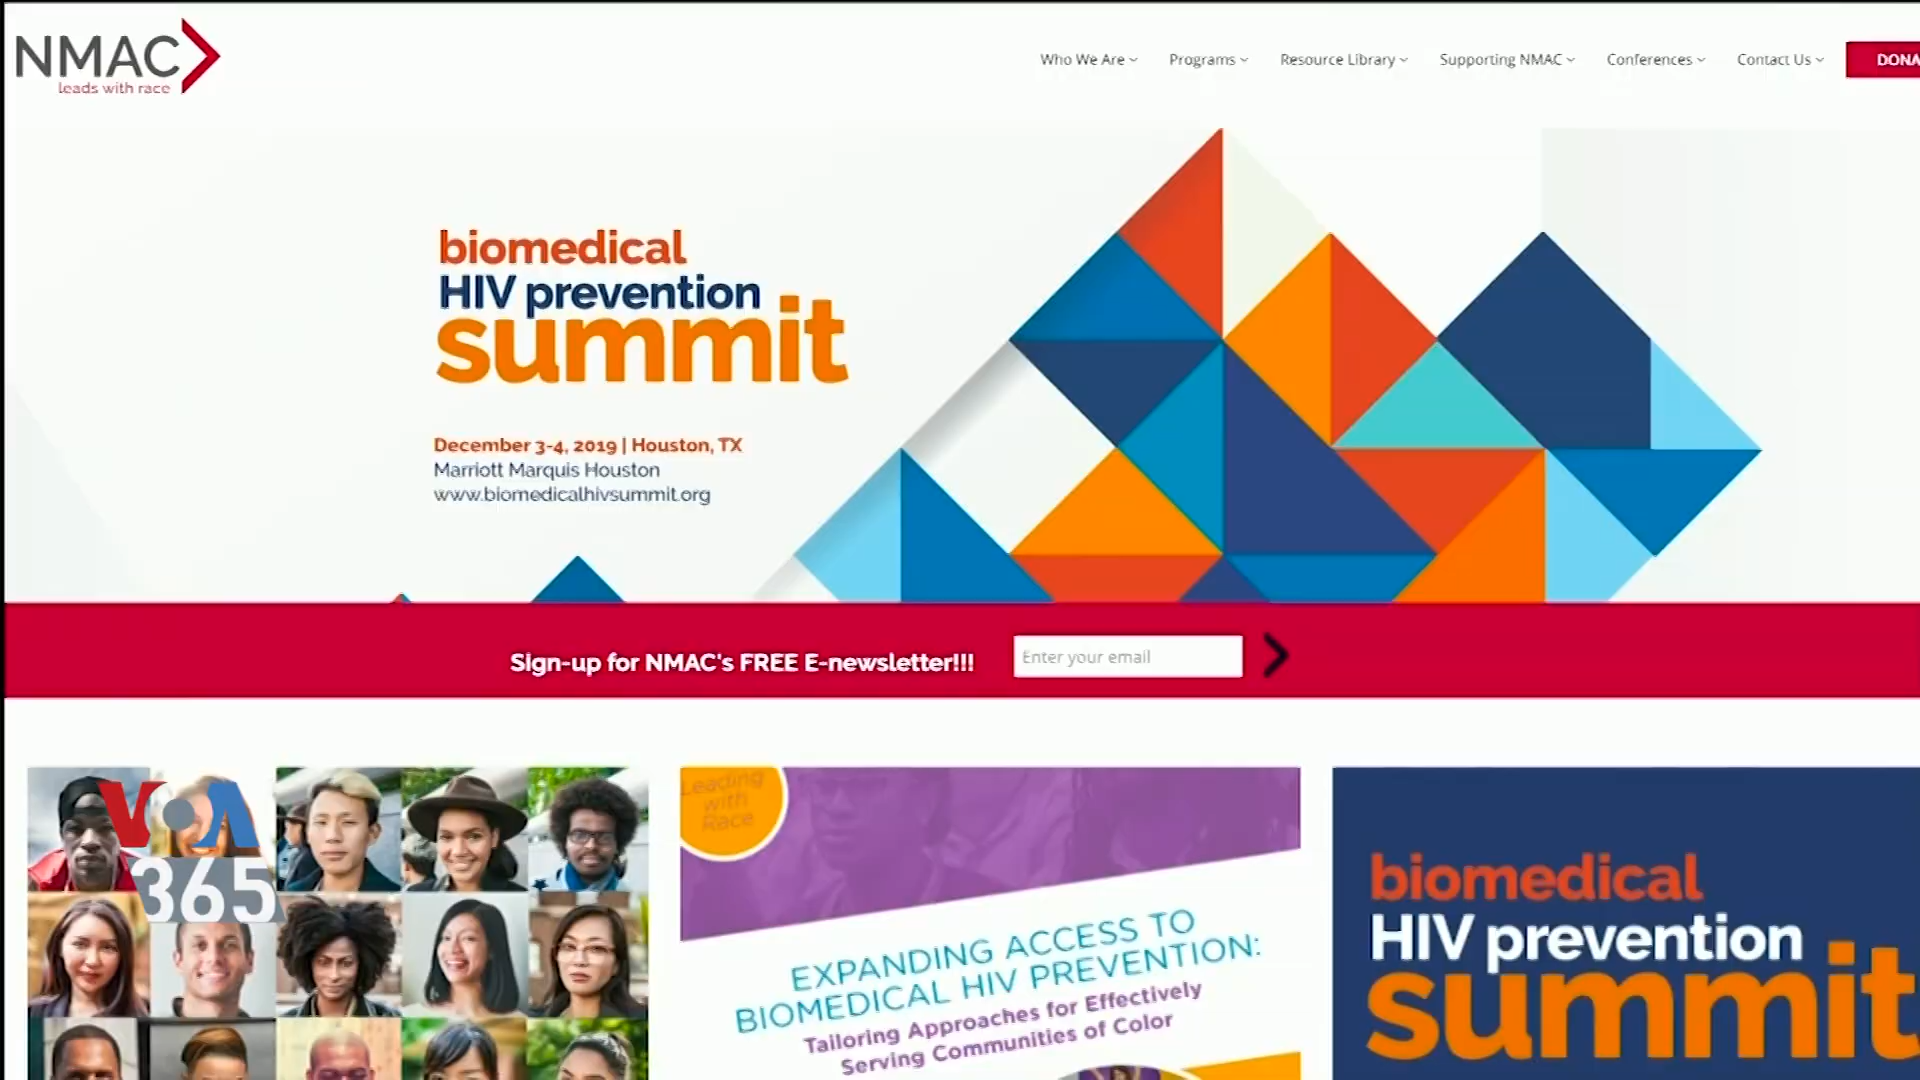 NMAC
leads with race
Who We Are
Programs
Resource Library
Supporting NMAC
Conferences
Contact Us
DONA
biomedical
HIV prevention
summit
December 3-4, 2019 | Houston, TX
Marriott Marquis Houston
www.biomedicalhivsummit.org
Sign-up for NMAC's FREE E-newsletter!!!
Enter your email
VOA
365
Leading
with
Race
EXPANDING ACCESS TO
BIOMEDICAL HIV PREVENTION:
Tailoring Approaches for Effectively
Serving Communities of Color
biomedical
HIV prevention
summit